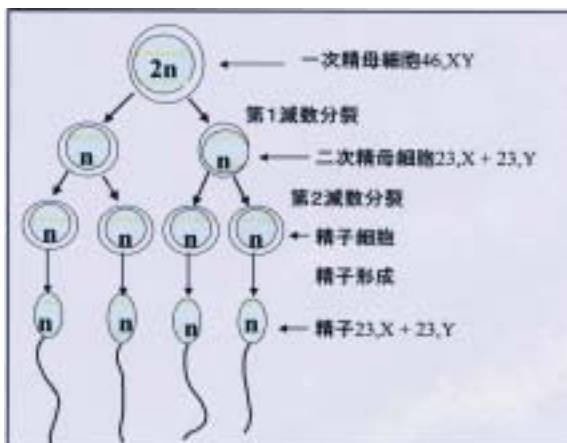 2n
一次精母細胞46,XY
第1減数分裂
n n
二次精母細胞23,X + 23,Y
第2減数分裂
n n n n
精子細胞
精子形成
n n n n
精子23,X + 23,Y